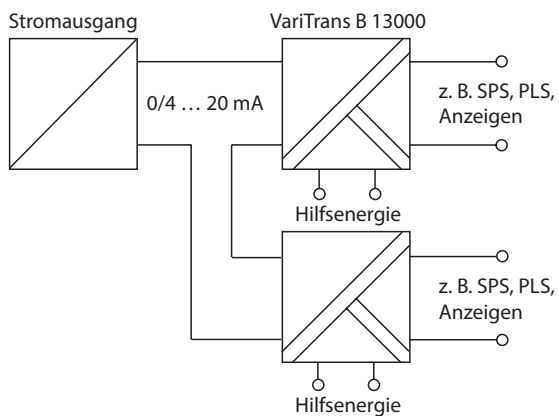 Stromausgang
VariTrans B 13000
0/4 … 20 mA
z. B. SPS, PLS,
Anzeigen
Hilfsenergie
z. B. SPS, PLS,
Anzeigen
Hilfsenergie